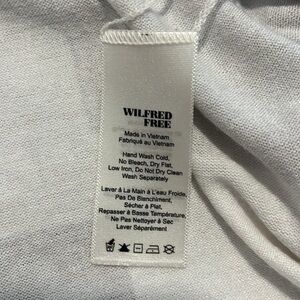 WILFRED
FREE
Made in Vietnam
Fabriqué au Vietnam
Hand Wash Cold,
No Bleach, Dry Flat,
Low Iron, Do Not Dry Clean
Wash Separately
Laver À La Main À L'eau Froide,
Pas De Blanchiment,
Sécher À Plat,
Repasser À Basse Température,
Ne Pas Nettoyer À Sec
Laver Séparément